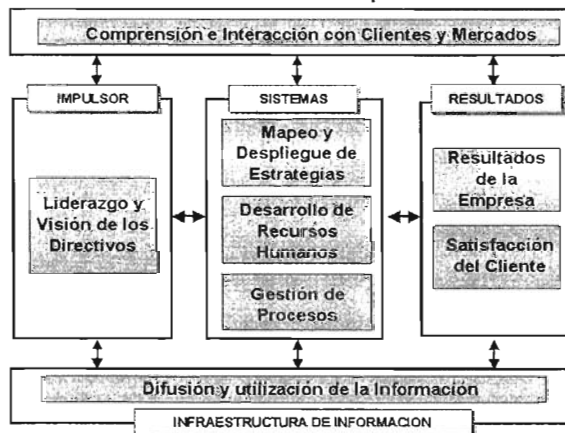 Comprensión e Interacción con Clientes y Mercados
IMPULSOR
Liderazgo y
Visión de los
Directivos
SISTEMAS
Mapeo y
Despliegue de
Estrategias
Desarrollo de
Recursos
Humanos
Gestión de
Procesos
RESULTADOS
Resultados
de la
Empresa
Satisfacción
del Cliente
Difusión y utilización de la Información
INFRAESTRUCTURA DE INFORMACION